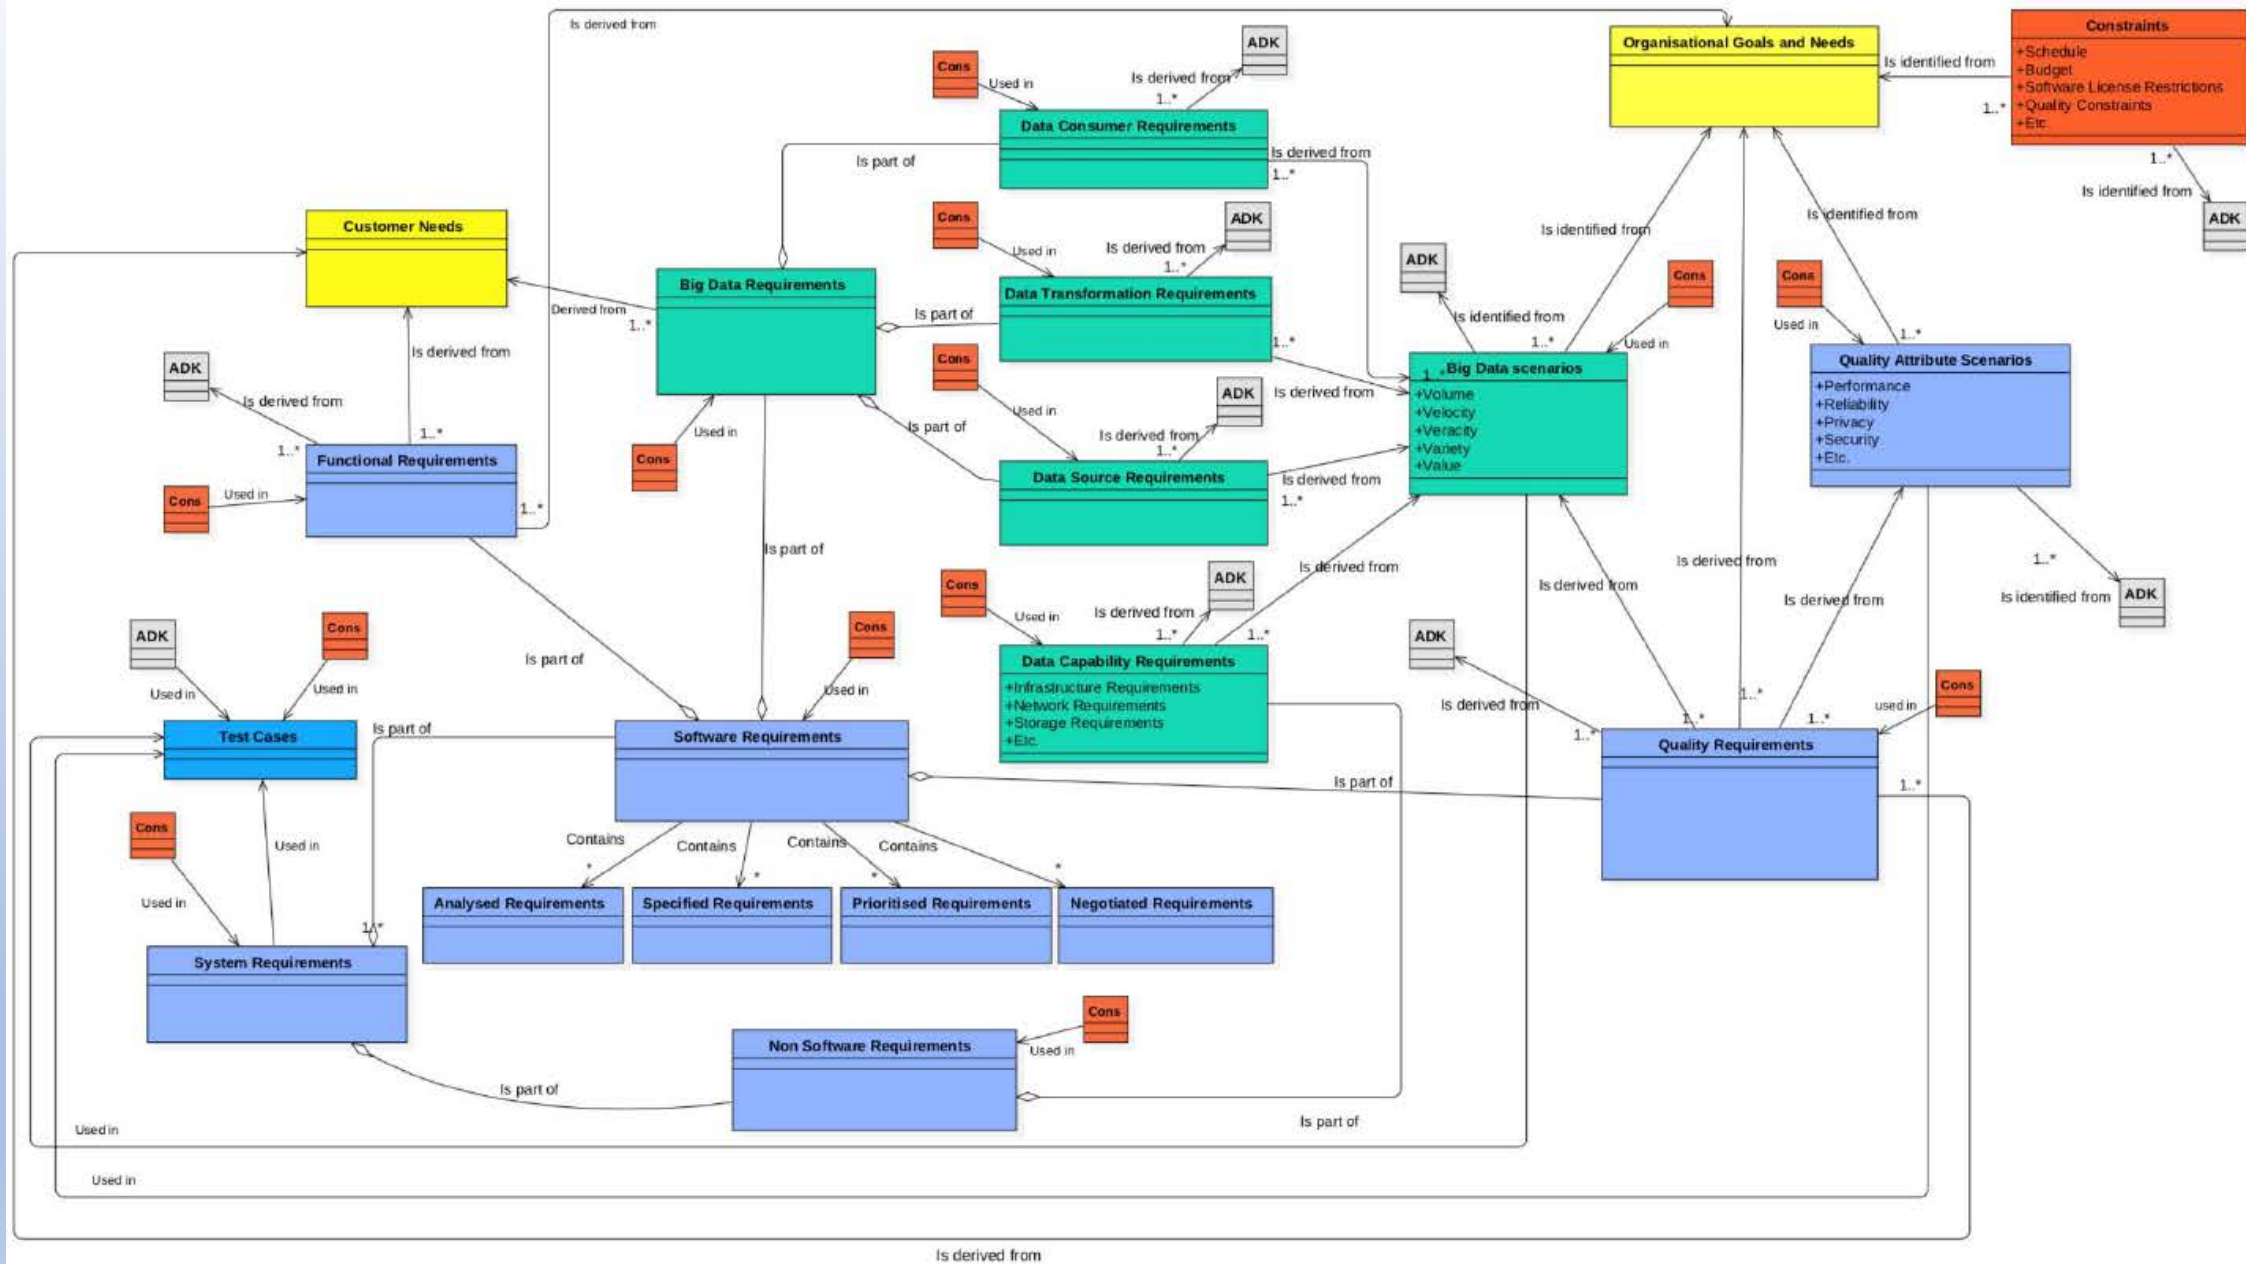 Is derived from
Organisational Goals and Needs
Constraints
+Schedule
+Budget
+Software License Restrictions
+Quality Constraints
+Etc.
Is identified from
1..*
1..*
Is identified from
ADK
Cons
Used in
ADK
Is derived from
1..*
Data Consumer Requirements
Is part of
Is derived from
1..*
Customer Needs
Derived from
1..*
Big Data Requirements
Cons
Used in
ADK
Is derived from
1..*
Data Transformation Requirements
Is part of
1..*
Is derived from
Cons
Used in
ADK
Is derived from
1..*
Data Source Requirements
Is part of
Is derived from
1..*
Cons
Used in
ADK
Is identified from
Is identified from
1..*
Cons
Used in
1..*
Big Data scenarios
+Volume
+Velocity
+Veracity
+Variety
+Value
Is identified from
Cons
Used in
1..*
Quality Attribute Scenarios
+Performance
+Reliability
+Privacy
+Security
+Etc.
1..*
Is identified from
ADK
ADK
Is derived from
1..*
Is derived from
1..*
Functional Requirements
1..*
Cons
Used in
Is part of
Is part of
Cons
Used in
ADK
Is derived from
1..*
Is derived from
1..*
Data Capability Requirements
+Infrastructure Requirements
+Network Requirements
+Storage Requirements
+Etc.
Is derived from
1..*
Is derived from
1..*
Is derived from
1..*
ADK
Is derived from
1..*
Cons
used in
Quality Requirements
1..*
ADK
Used in
Cons
Used in
Test Cases
Is part of
Cons
Used in
Software Requirements
Is part of
Contains
*
Contains
*
Contains
*
Contains
*
Analysed Requirements
Specified Requirements
Prioritised Requirements
Negotiated Requirements
Cons
Used in
Used in
1..*
System Requirements
Is part of
Non Software Requirements
Cons
Used in
Is part of
Used in
Used in
Is derived from